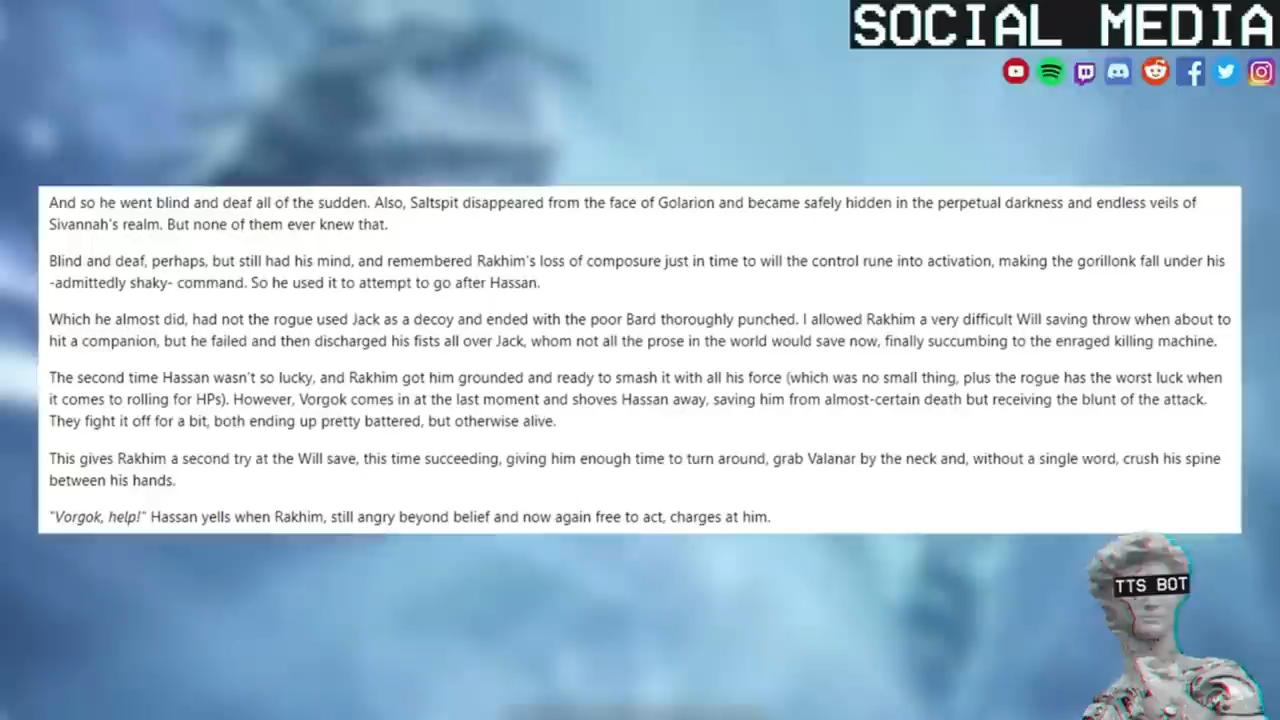 SOCIAL MEDIA
And so he went blind and deaf all of the sudden. Also, Saltspit disappeared from the face of Golarion and became safely hidden in the perpetual darkness and endless veils of
Sivannah's realm. But none of them ever knew that.
Blind and deaf, perhaps, but still had his mind, and remembered Rakhim's loss of composure just in time to will the control rune into activation, making the gorillonk fall under his
-admittedly shaky- command. So he used it to attempt to go after Hassan.
Which he almost did, had not the rogue used Jack as a decoy and ended with the poor Bard thoroughly punched. I allowed Rakhim a very difficult Will saving throw when about to
hit a companion, but he failed and then discharged his fists all over Jack, whom not all the prose in the world would save now, finally succumbing to the enraged killing machine.
The second time Hassan wasn't so lucky, and Rakhim got him grounded and ready to smash it with all his force (which was no small thing, plus the rogue has the worst luck when
it comes to rolling for HPs). However, Vorgok comes in at the last moment and shoves Hassan away, saving him from almost-certain death but receiving the blunt of the attack.
They fight it off for a bit, both ending up pretty battered, but otherwise alive.
This gives Rakhim a second try at the Will save, this time succeeding, giving him enough time to turn around, grab Valanar by the neck and, without a single word, crush his spine
between his hands.
"Vorgok, help!" Hassan yells when Rakhim, still angry beyond belief and now again free to act, charges at him.
TTS BOT